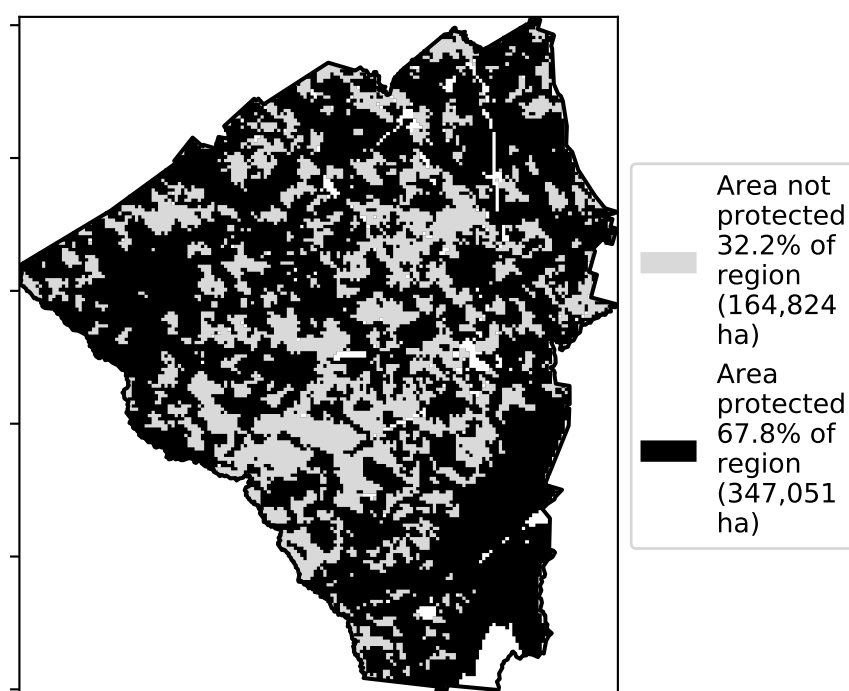 Area not
protected
32.2% of
region
(164,824
ha)
Area
protected
67.8% of
region
(347,051
ha)